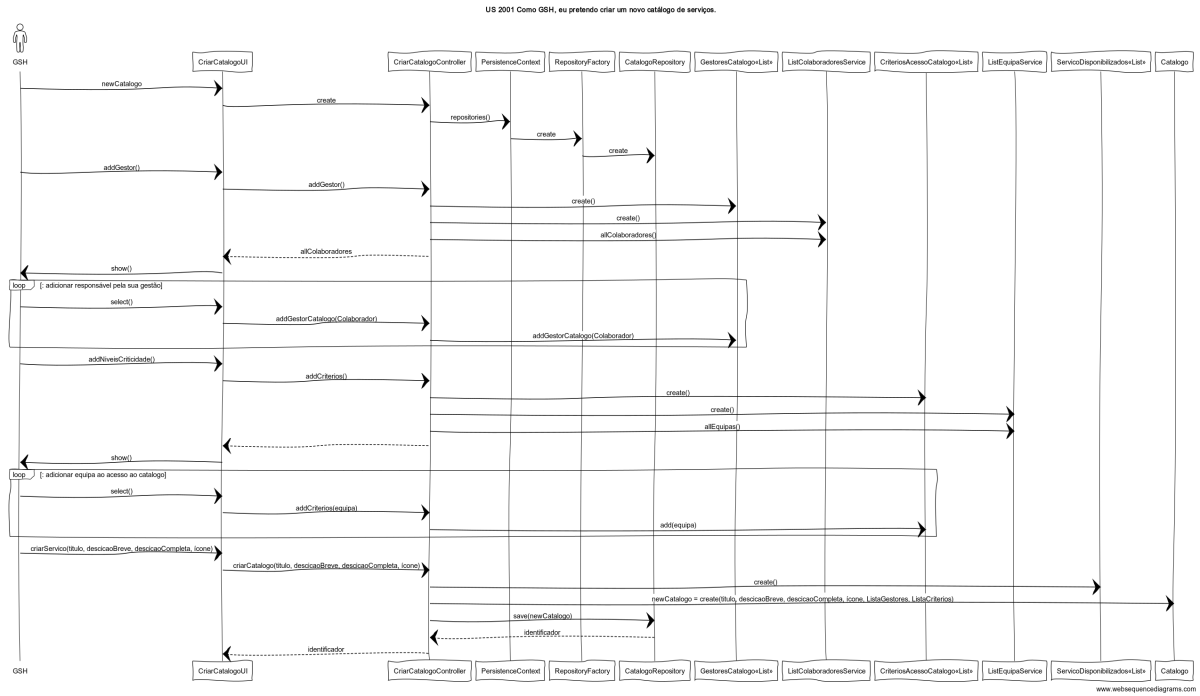 US 2001 Como GSH, eu pretendo criar um novo catálogo de serviços.
GSH
CriarCatalogoUI
CriarCatalogoController
PersistenceContext
RepositoryFactory
CatalogoRepository
GestoresCatalogo«List»
ListColaboradoresService
CriteriosAcessoCatalogo«List»
ListEquipaService
ServicoDisponibilizados«List»
Catalogo
newCatalogo
create
repositories()
create
create
addGestor()
addGestor()
create()
create()
allColaboradores()
allColaboradores
show()
loop
[: adicionar responsável pela sua gestão]
select()
addGestorCatalogo(Colaborador)
addGestorCatalogo(Colaborador)
addNiveisCriticidade()
addCriterios()
create()
create()
allEquipas()
show()
loop
[: adicionar equipa ao acesso ao catalogo]
select()
addCriterios(equipa)
add(equipa)
criarServico(titulo, descicaoBreve, descicaoCompleta, ícone)
criarCatalogo(titulo, descicaoBreve, descicaoCompleta, ícone)
create()
newCatalogo = create(titulo, descicaoBreve, descicaoCompleta, ícone, ListaGestores, ListaCriterios)
save(newCatalogo)
identificador
identificador
GSH
CriarCatalogoUI
CriarCatalogoController
PersistenceContext
RepositoryFactory
CatalogoRepository
GestoresCatalogo«List»
ListColaboradoresService
CriteriosAcessoCatalogo«List»
ListEquipaService
ServicoDisponibilizados«List»
Catalogo
www.websequencediagrams.com